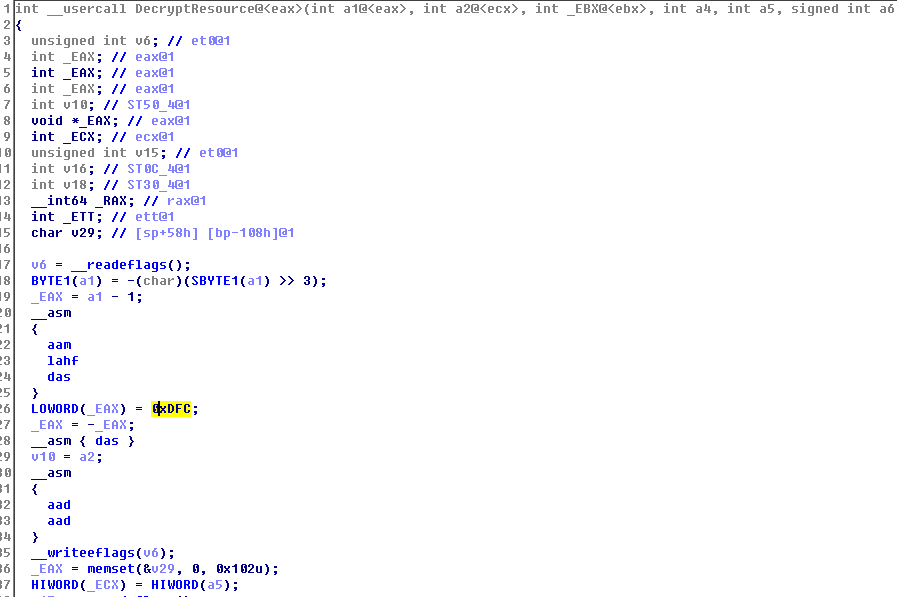 1 int __usercall DecryptResource@<eax>(int a1@<eax>, int a2@<ecx>, int _EBX@<ebx>, int a4, int a5, signed int a6
2 {
3 unsigned int v6; // et0@1
4 int _EAX; // eax@1
5 int _EAX; // eax@1
6 int _EAX; // eax@1
7 int v10; // ST50_4@1
8 void *_EAX; // eax@1
9 int _ECX; // ecx@1
10 unsigned int v15; // et0@1
11 int v16; // ST0C_4@1
12 int v18; // ST30_4@1
13 __int64 _RAX; // rax@1
14 int _ETT; // ett@1
15 char v29; // [sp+58h] [bp-108h]@1
16
17 v6 = __readeflags();
18 BYTE1(a1) = -(char)(SBYTE1(a1) >> 3);
19 _EAX = a1 - 1;
20 __asm
21 {
22 aam
23 lahf
24 das
25 }
26 LOWORD(_EAX) = 0xDFC;
27 _EAX = -_EAX;
28 __asm { das }
29 v10 = a2;
30 __asm
31 {
32 aad
33 aad
34 }
35 __writeeflags(v6);
36 _EAX = memset(&v29, 0, 0x102u);
37 HIWORD(_ECX) = HIWORD(a5);